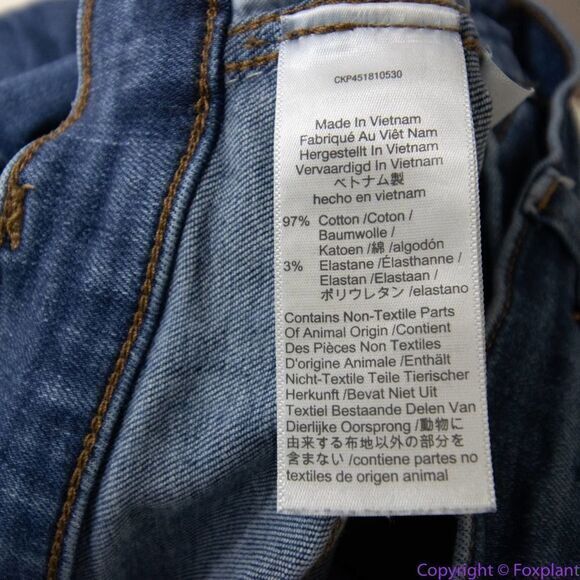 CKP451810530
Made In Vietnam
Fabriqué Au Viêt Nam
Hergestellt In Vietnam
Vervaardigd In Vietnam
ベトナム製
hecho en vietnam
97% Cotton /Coton /
Baumwolle /
Katoen /綿 /algodón
3% Elastane /Élasthanne /
Elastan /Elastaan /
ポリウレタン /elastano
Contains Non-Textile Parts
Of Animal Origin /Contient
Des Pièces Non Textiles
D'origine Animale /Enthält
Nicht-Textile Teile Tierischer
Herkunft /Bevat Niet Uit
Textiel Bestaande Delen Van
Dierlijke Oorsprong /動物に
由来する布地以外の部分を
含まない /contiene partes no
textiles de origen animal
Copyright © Foxplant